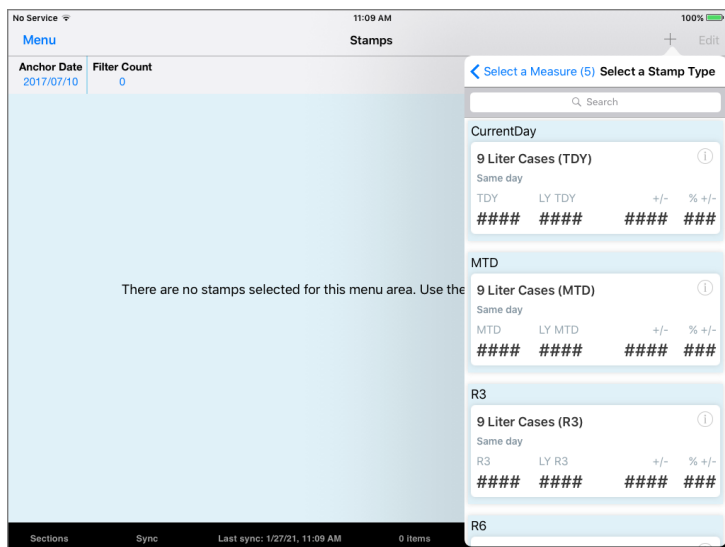 No Service 11:09 AM 100%
Menu Stamps + Edit
Anchor Date Filter Count
2017/07/10 0
Select a Measure (5) Select a Stamp Type
Search
CurrentDay
9 Liter Cases (TDY)
Same day
TDY LY TDY +/- % +/-
#### #### #### ###
MTD
There are no stamps selected for this menu area. Use the
9 Liter Cases (MTD)
Same day
MTD LY MTD +/- % +/-
#### #### #### ###
R3
9 Liter Cases (R3)
Same day
R3 LY R3 +/- % +/-
#### #### #### ###
R6
Sections Sync Last sync: 1/27/21, 11:09 AM 0 items